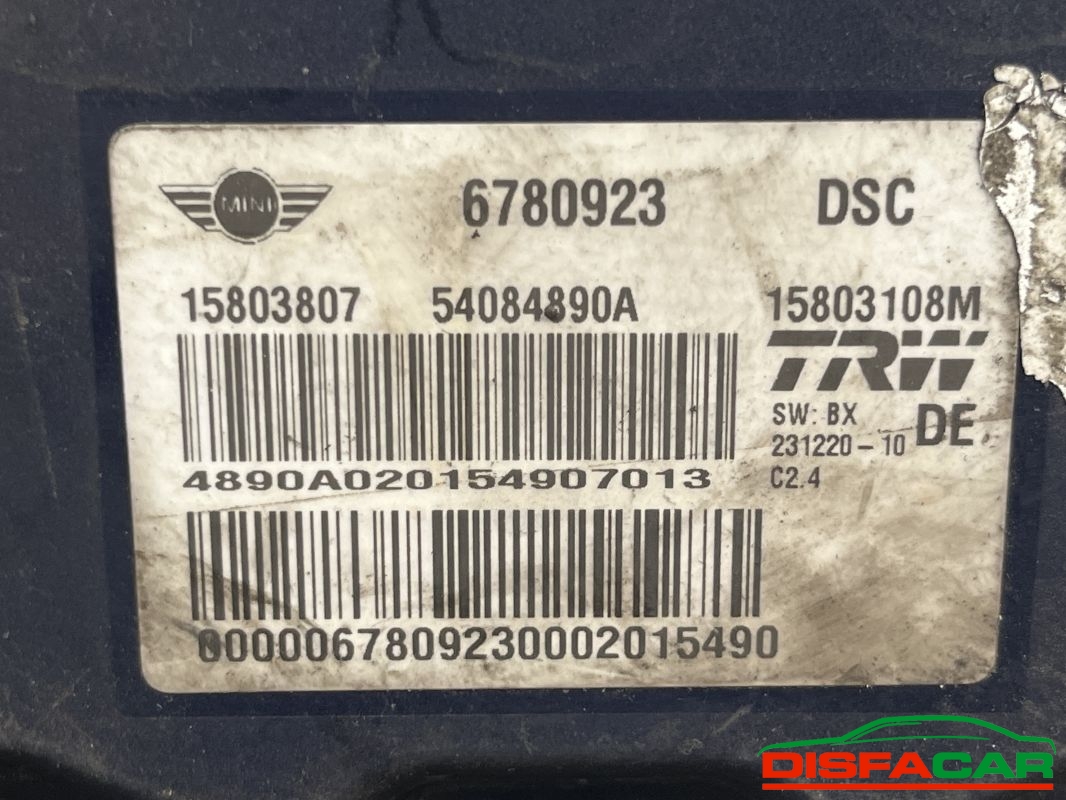 MINI 6780923 DSC
15803807 54084890A 15803108M
TRW
SW: BX DE
231220-10
C2.4
4890A020154907013
0000067809230002015490
DISFACAR